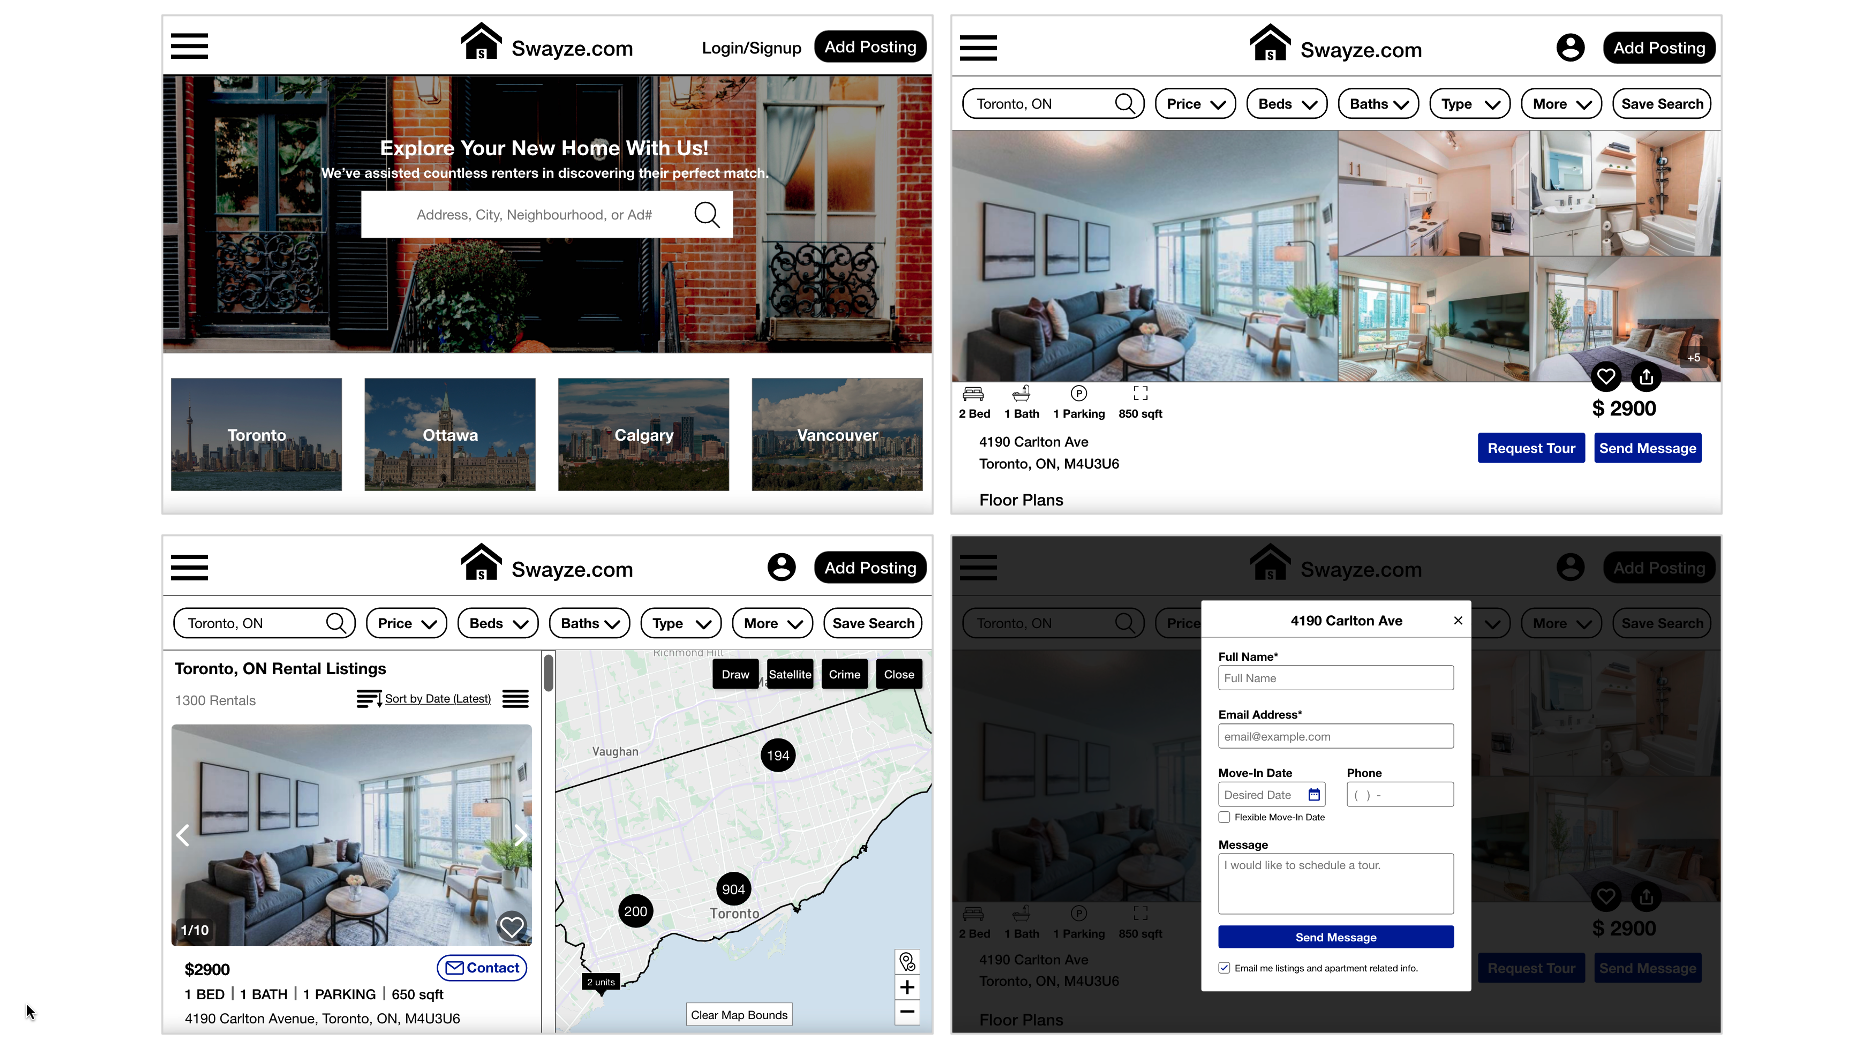 Swayze.com
Login/Signup
Add Posting
Explore Your New Home With Us!
We've assisted countless renters in discovering their perfect match.
Address, City, Neighbourhood, or Ad#
Toronto
Ottawa
Calgary
Vancouver
Swayze.com
Add Posting
Toronto, ON
Price
Beds
Baths
Type
More
Save Search
+5
2 Bed
1 Bath
1 Parking
850 sqft
$ 2900
4190 Carlton Ave
Toronto, ON, M4U3U6
Request Tour
Send Message
Floor Plans
Swayze.com
Add Posting
Toronto, ON
Price
Beds
Baths
Type
More
Save Search
Toronto, ON Rental Listings
1300 Rentals
Sort by Date (Latest)
1/10
$2900
Contact
1 BED | 1 BATH | 1 PARKING | 650 sqft
4190 Carlton Avenue, Toronto, ON, M4U3U6
Richmond Hill
Draw
Satellite
Crime
Close
Vaughan
194
904
200
Toronto
2 units
Clear Map Bounds
Swayze.com
Add Posting
Toronto, ON
Price
More
Save Search
4190 Carlton Ave
Full Name*
Full Name
Email Address*
email@example.com
Move-In Date
Phone
Desired Date
( ) -
Flexible Move-In Date
Message
I would like to schedule a tour.
Send Message
Email me listings and apartment related info.
2 Bed
1 Bath
1 Parking
850 sqft
$ 2900
4190 Carlton Ave
Toronto, ON, M4U3U6
Request Tour
Send Message
Floor Plans